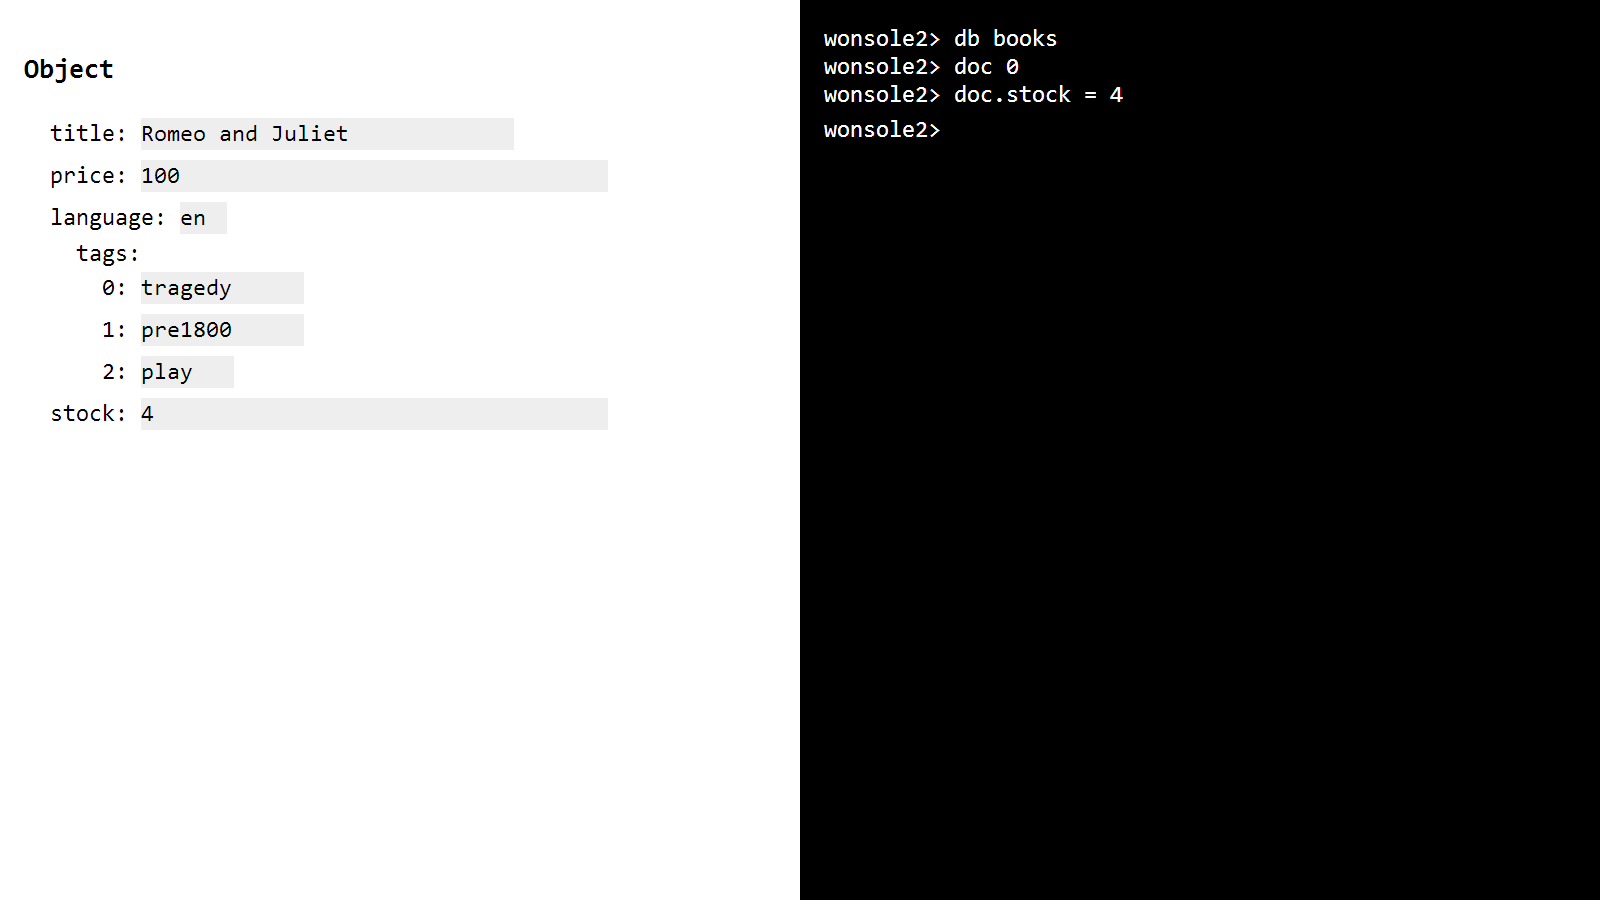 Object
title: Romeo and Juliet
price: 100
language: en
tags:
0: tragedy
1: pre1800
2: play
stock: 4
wonsole2> db books
wonsole2> doc 0
wonsole2> doc.stock = 4
wonsole2>